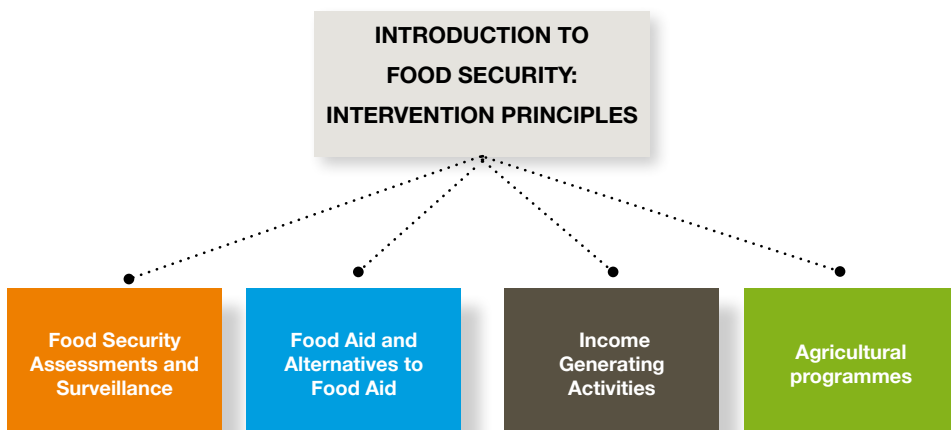 INTRODUCTION TO
FOOD SECURITY:
INTERVENTION PRINCIPLES
Food Security
Assessments and
Surveillance
Food Aid and
Alternatives to
Food Aid
Income
Generating
Activities
Agricultural
programmes